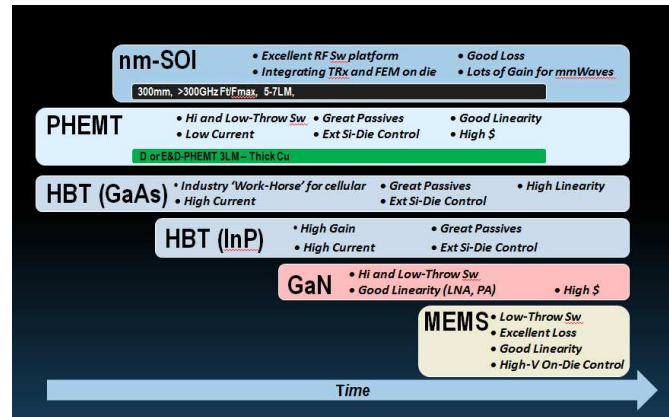 nm-SOI
• Excellent RF Sw platform • Good Loss
• Integrating TRx and FEM on die • Lots of Gain for mmWaves
300mm, >300GHz Ft/Fmax, 5-7LM,
PHEMT
• Hi and Low-Throw Sw • Great Passives • Good Linearity
• Low Current • Ext Si-Die Control • High $
D or E&D-PHEMT 3LM – Thick Cu
HBT (GaAs)
• Industry 'Work-Horse' for cellular • Great Passives • High Linearity
• High Current • Ext Si-Die Control
HBT (InP)
• High Gain • Great Passives
• High Current • Ext Si-Die Control
GaN
• Hi and Low-Throw Sw
• Good Linearity (LNA, PA) • High $
MEMS
• Low-Throw Sw
• Excellent Loss
• Good Linearity
• High-V On-Die Control
Time